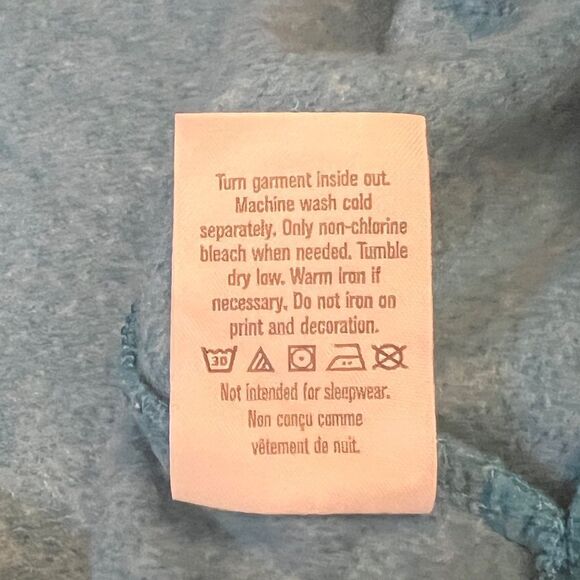 Turn garment inside out.
Machine wash cold
separately. Only non-chlorine
bleach when needed. Tumble
dry low. Warm iron if
necessary. Do not iron on
print and decoration.
30
Not intended for sleepwear.
Non conçu comme
vêtement de nuit.